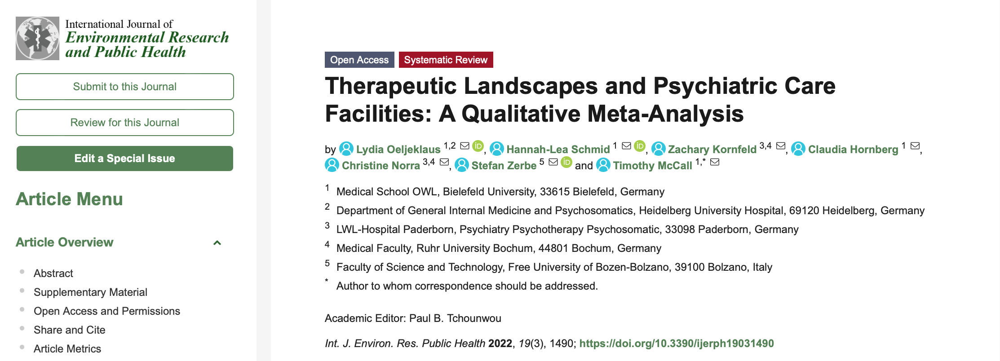 International Journal of
Environmental Research
and Public Health
Submit to this Journal
Review for this Journal
Edit a Special Issue
Article Menu
Article Overview
Abstract
Supplementary Material
Open Access and Permissions
Share and Cite
Article Metrics
Open Access Systematic Review
Therapeutic Landscapes and Psychiatric Care
Facilities: A Qualitative Meta-Analysis
by Lydia Oeljeklaus 1,2 iD, Hannah-Lea Schmid 1 iD, Zachary Kornfeld 3,4, Claudia Hornberg 1,
Christine Norra 3,4, Stefan Zerbe 5 iD and Timothy McCall 1,*
1 Medical School OWL, Bielefeld University, 33615 Bielefeld, Germany
2 Department of General Internal Medicine and Psychosomatics, Heidelberg University Hospital, 69120 Heidelberg, Germany
3 LWL-Hospital Paderborn, Psychiatry Psychotherapy Psychosomatic, 33098 Paderborn, Germany
4 Medical Faculty, Ruhr University Bochum, 44801 Bochum, Germany
5 Faculty of Science and Technology, Free University of Bozen-Bolzano, 39100 Bolzano, Italy
* Author to whom correspondence should be addressed.
Academic Editor: Paul B. Tchounwou
Int. J. Environ. Res. Public Health 2022, 19(3), 1490; https://doi.org/10.3390/ijerph19031490